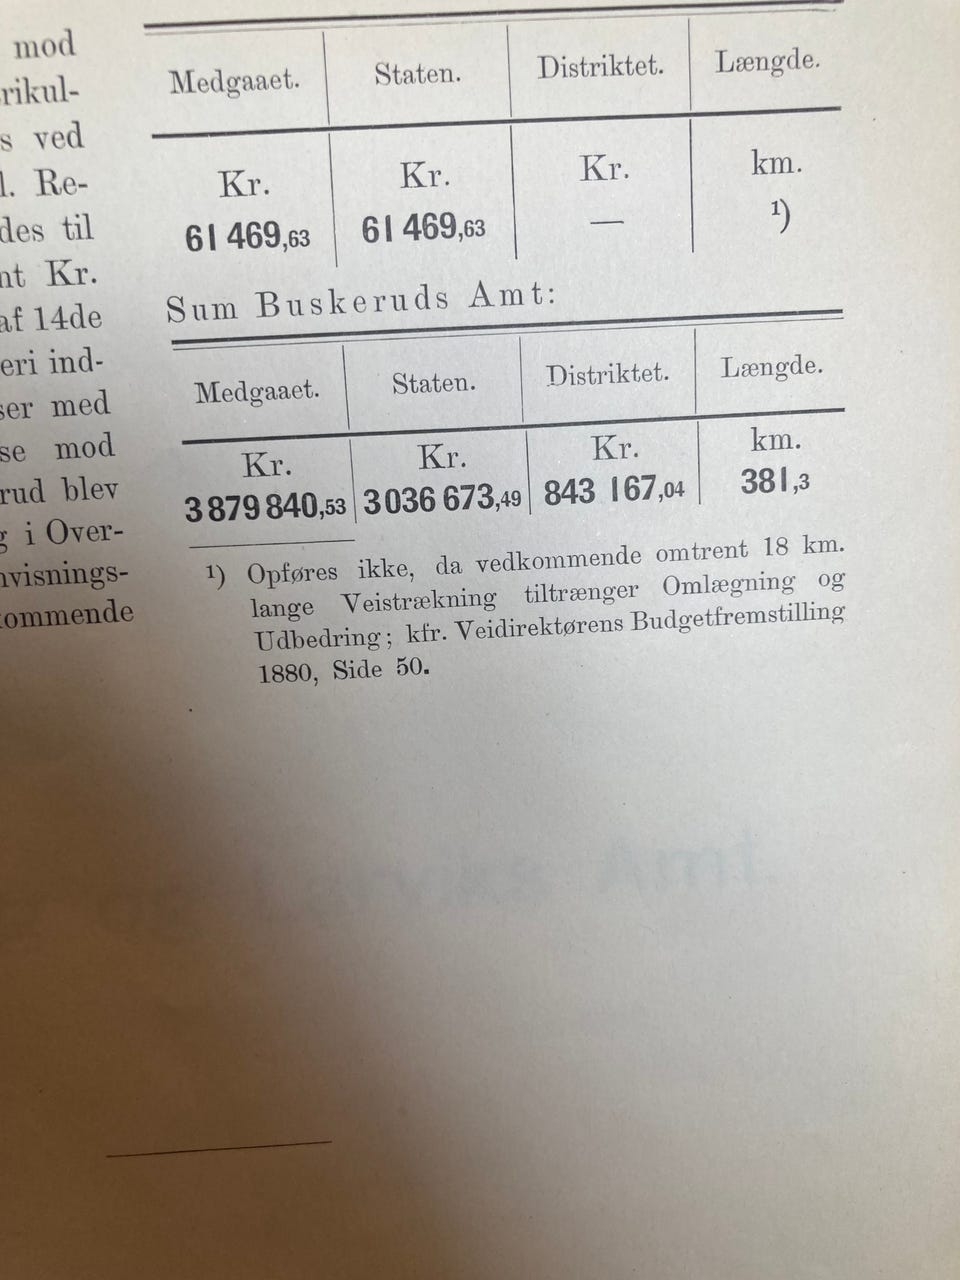 mod
rikul-
s ved
l. Re-
des til
nt Kr.
af 14de
eri ind-
ser med
se mod
rud blev
g i Over-
nvisnings-
kommende
Medgaaet. Staten. Distriktet. Længde.
Kr. Kr. Kr. km.
61 469,63 61 469,63 — ¹)
Sum Buskeruds Amt:
Medgaaet. Staten. Distriktet. Længde.
Kr. Kr. Kr. km.
3 879 840,53 3 036 673,49 843 167,04 381,3
¹) Opføres ikke, da vedkommende omtrent 18 km.
lange Veistrækning tiltrænger Omlægning og
Udbedring; kfr. Veidirektørens Budgetfremstilling
1880, Side 50.